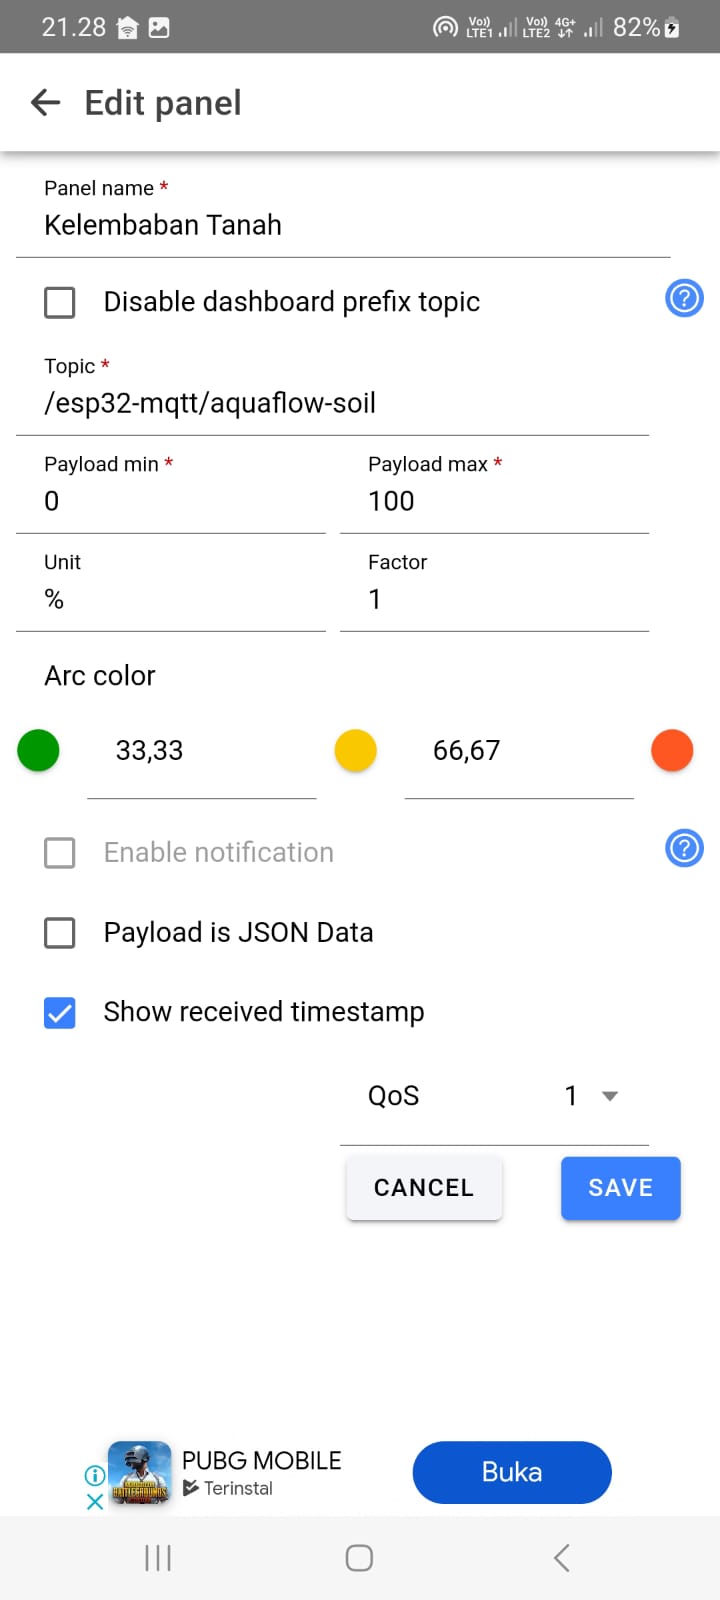 21.28 Vo) LTE1 Vo) LTE2 4G+ 82%
Edit panel
Panel name *
Kelembaban Tanah
Disable dashboard prefix topic
Topic *
/esp32-mqtt/aquaflow-soil
Payload min * Payload max *
0 100
Unit Factor
% 1
Arc color
33,33 66,67
Enable notification
Payload is JSON Data
Show received timestamp
QoS 1
CANCEL SAVE
PUBG MOBILE
Terinstal
Buka
BATTLEGROUNDS